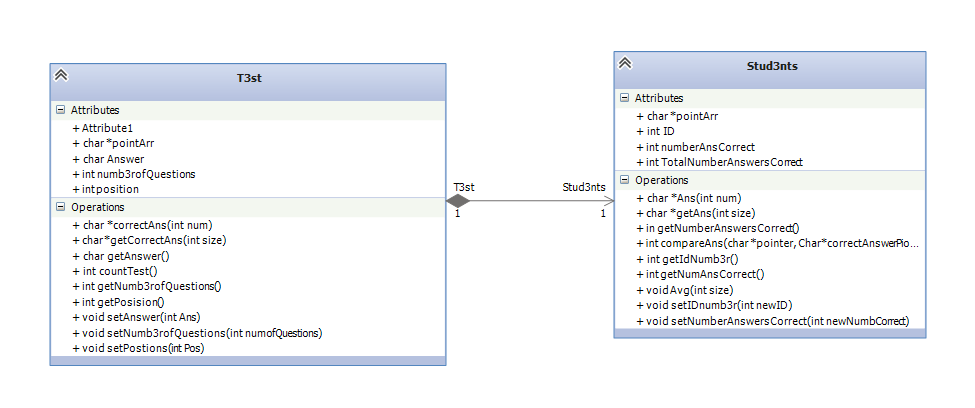 T3st
Attributes
+ Attribute1
+ char *pointArr
+ char Answer
+ int numb3rofQuestions
+ intposition
Operations
+ char *correctAns(int num)
+ char*getCorrectAns(int size)
+ char getAnswer()
+ int countTest()
+ int getNumb3rofQuestions()
+ int getPosision()
+ void setAnswer(int Ans)
+ void setNumb3rofQuestions(int numofQuestions)
+ void setPostions(int Pos)
T3st
1
Stud3nts
1
Stud3nts
Attributes
+ char *pointArr
+ int ID
+ int numberAnsCorrect
+ int TotalNumberAnswersCorrect
Operations
+ char *Ans(int num)
+ char *getAns(int size)
+ in getNumberAnswersCorrect()
+ int compareAns(char *pointer, Char*correctAnswerPio...
+ int getIdNumb3r()
+ int getNumAnsCorrect()
+ void Avg(int size)
+ void setIDnumb3r(int newID)
+ void setNumberAnswersCorrect(int newNumbCorrect)